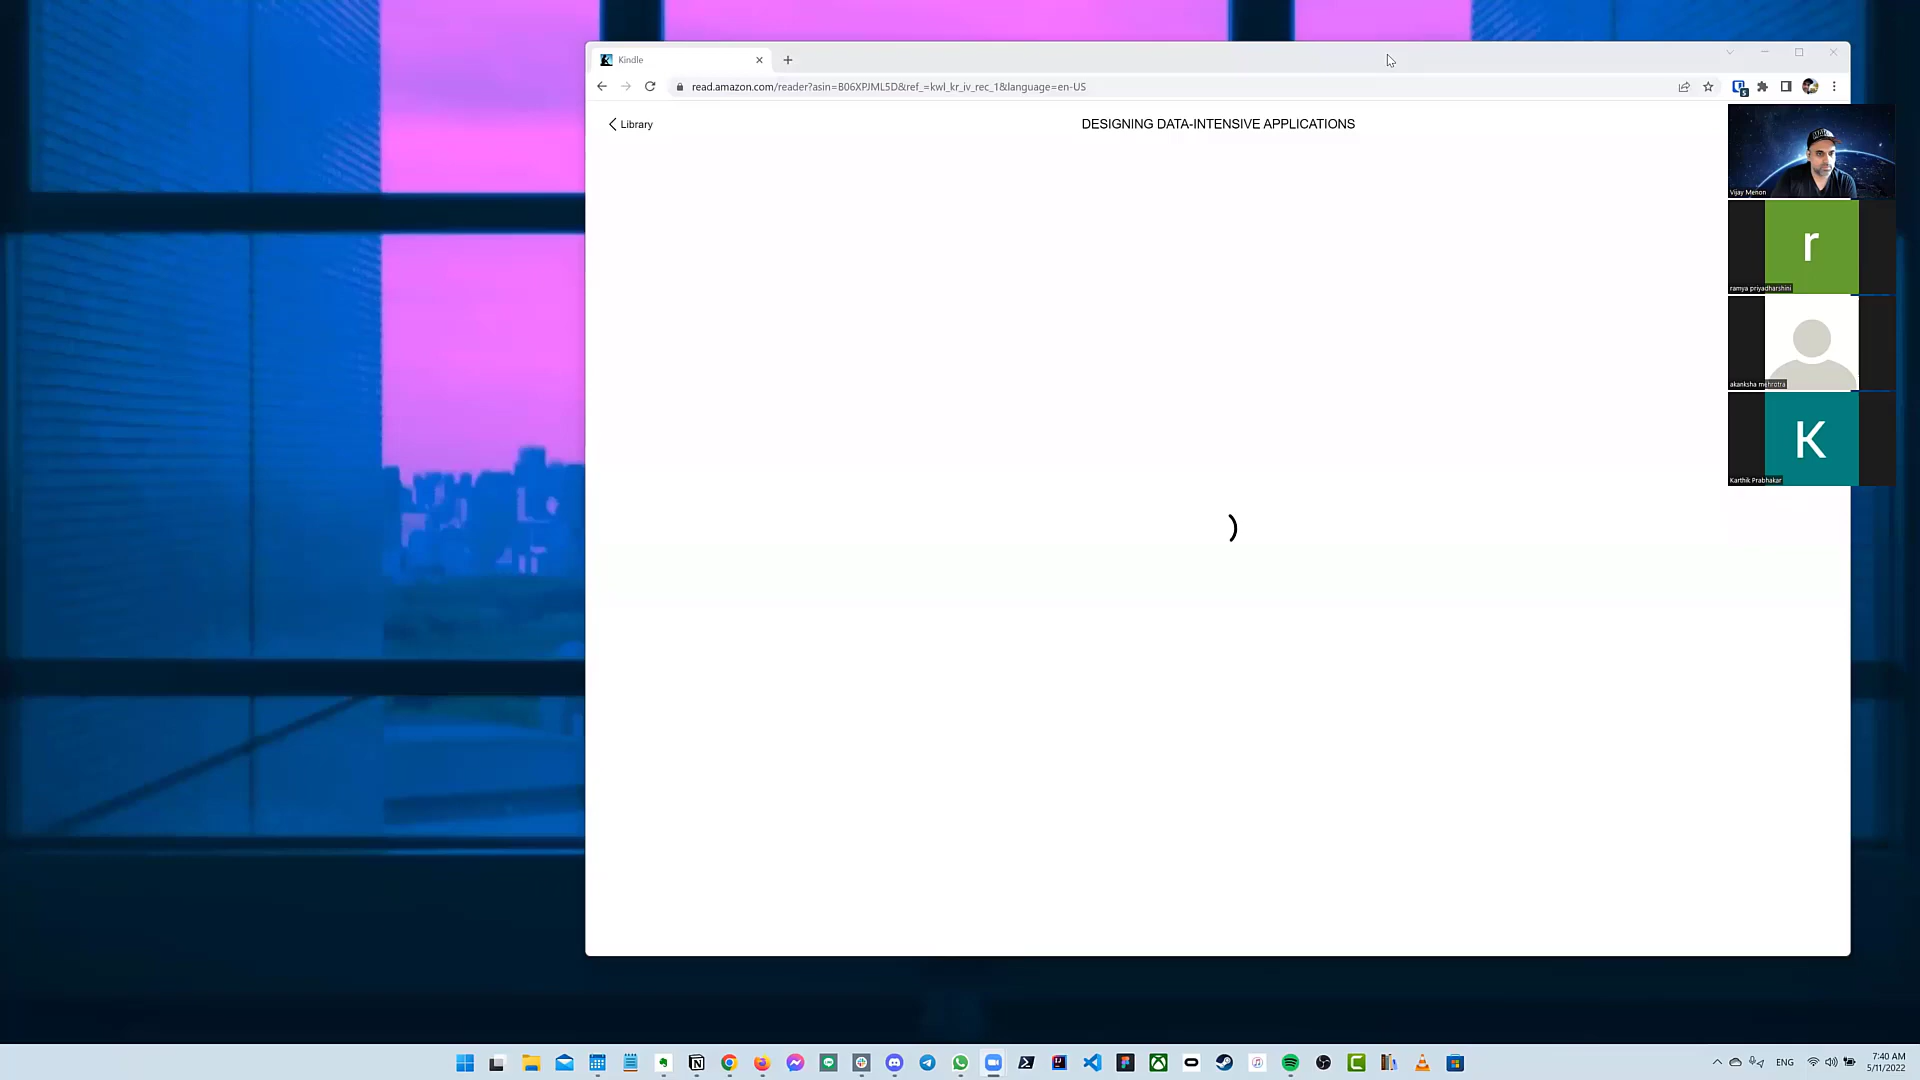 Kindle
read.amazon.com/reader?asin=B06XPJML5D&ref_=kwl_kr_iv_rec_1&language=en-US
Library
DESIGNING DATA-INTENSIVE APPLICATIONS
Vijay Menon
r
ramya priyadharshini
akanksha mehrotra
K
Karthik Prabhakar
ENG
7:40 AM
5/11/2022